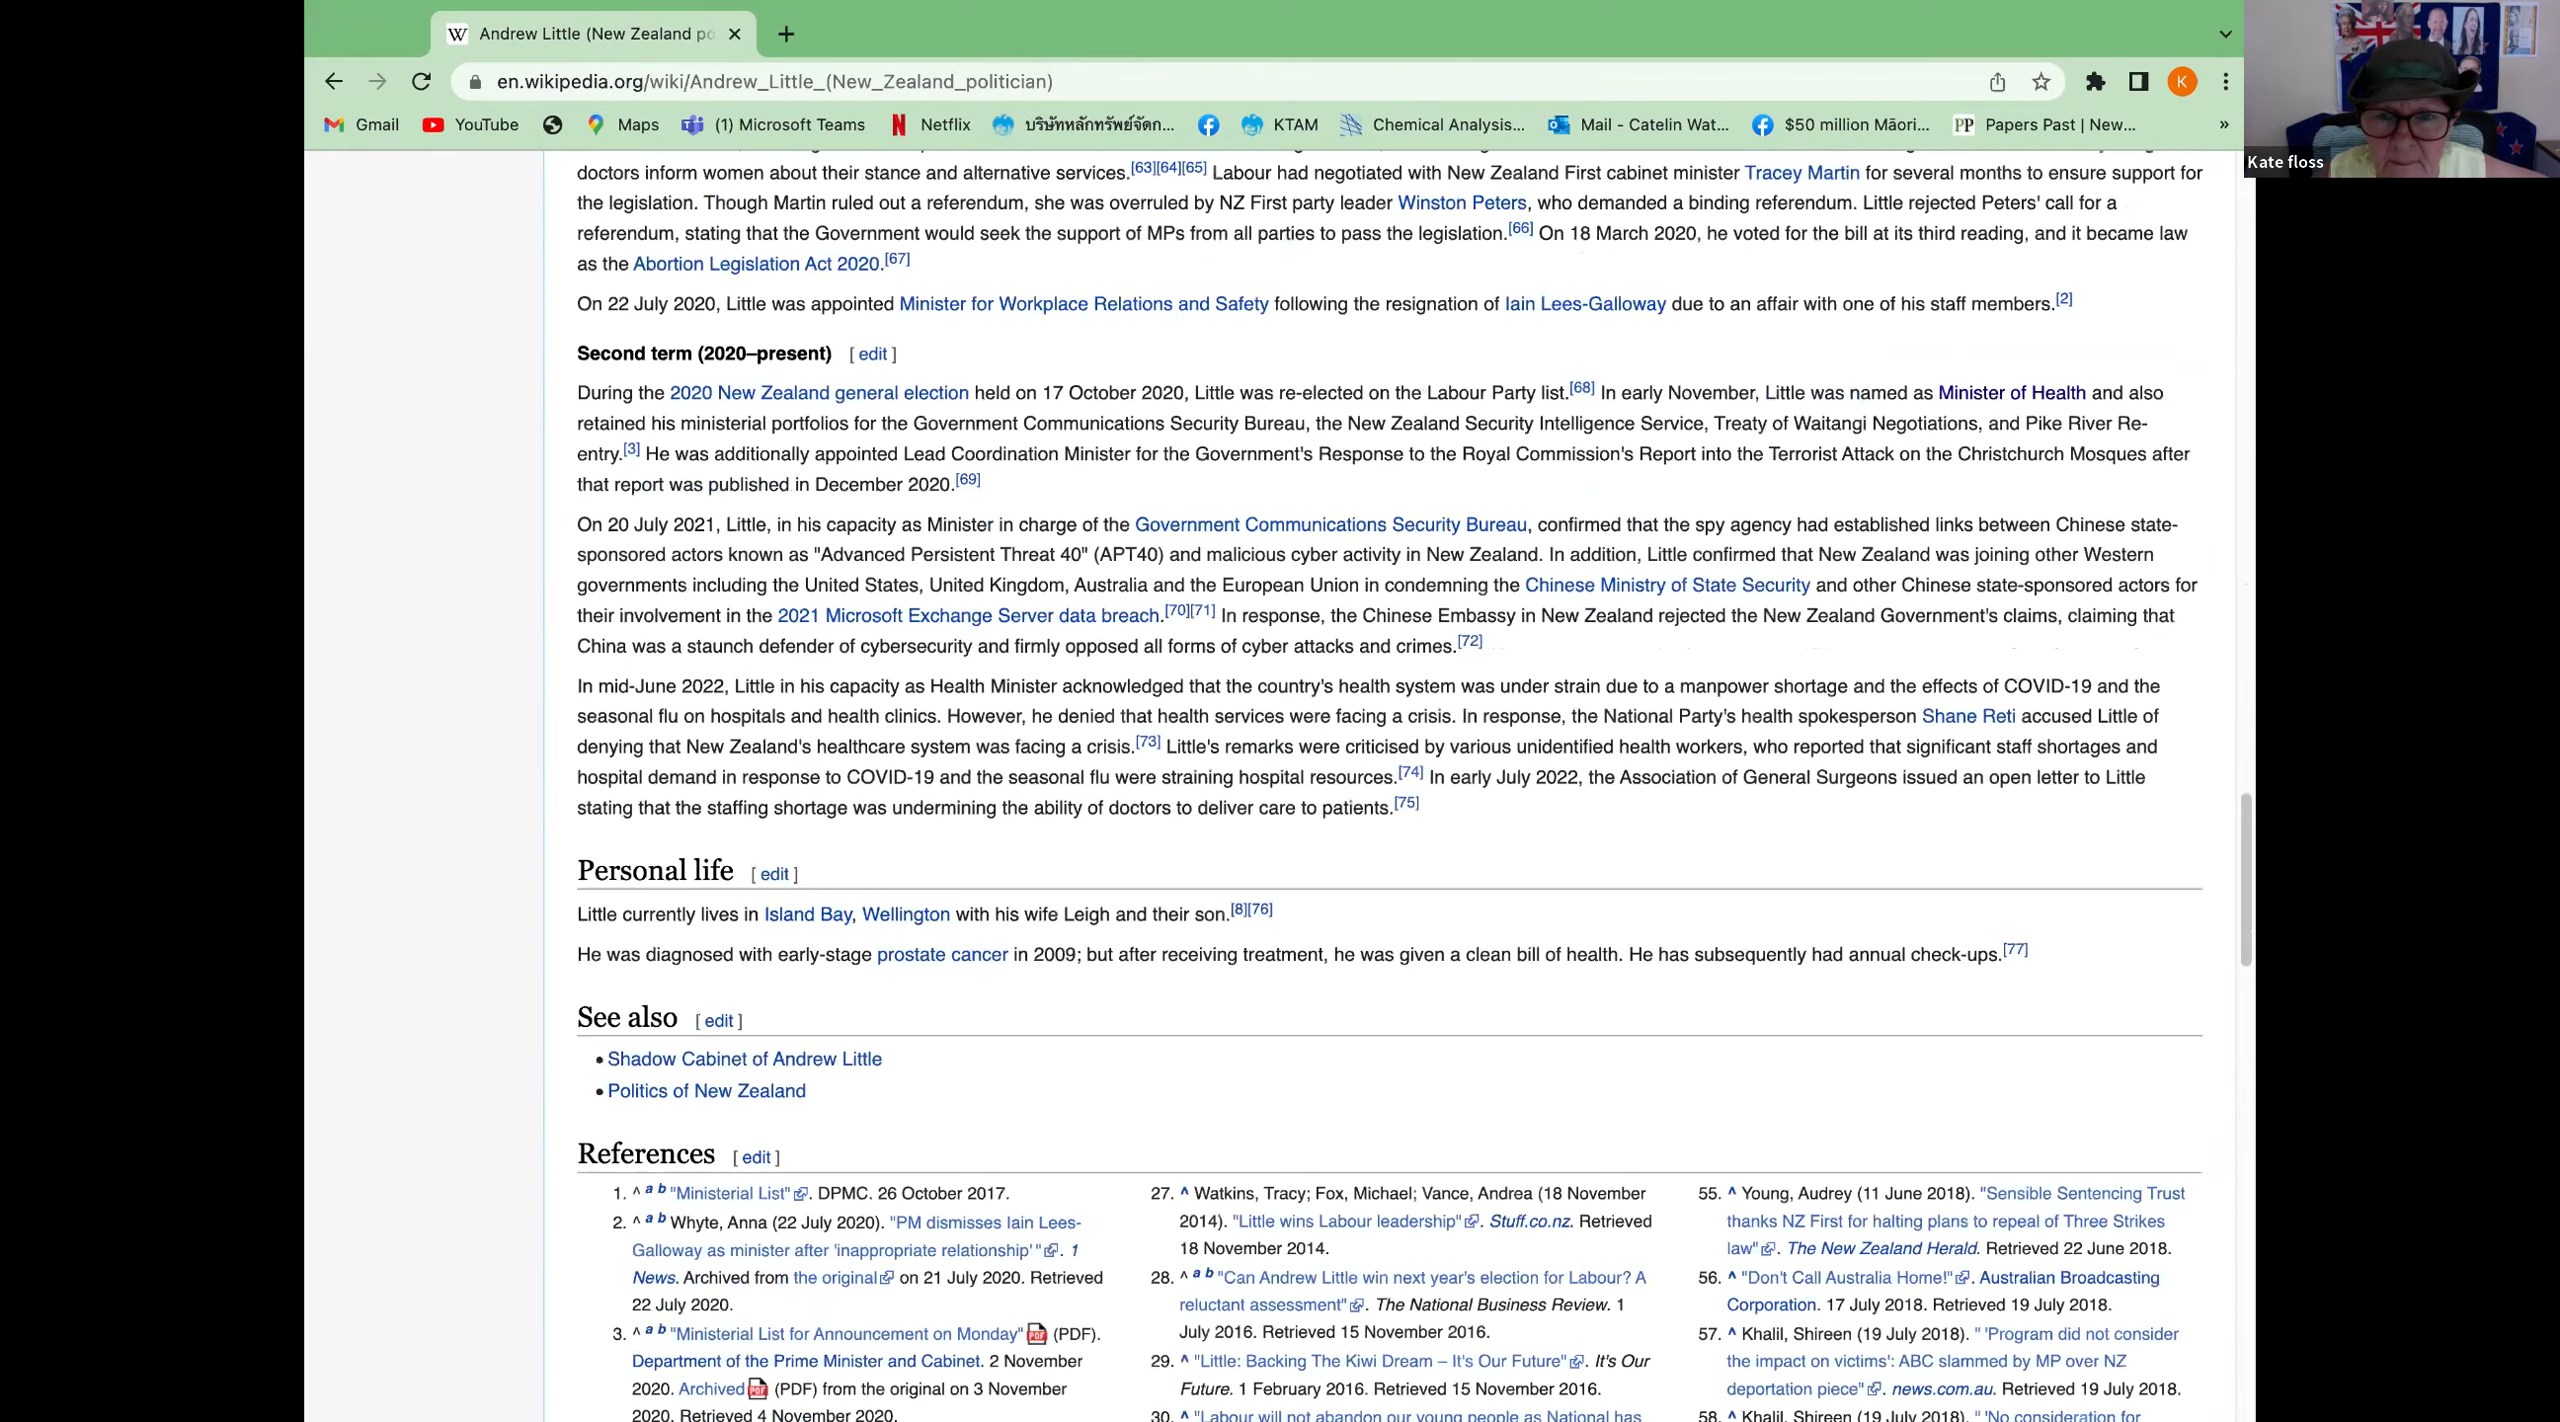 Andrew Little (New Zealand po
en.wikipedia.org/wiki/Andrew_Little_(New_Zealand_politician)
K
Gmail YouTube Maps (1) Microsoft Teams Netflix บริษัทหลักทรัพย์จัดก... KTAM Chemical Analysis... Mail - Catelin Wat... $50 million Māori... Papers Past | New... »
Kate floss
doctors inform women about their stance and alternative services.[63][64][65] Labour had negotiated with New Zealand First cabinet minister Tracey Martin for several months to ensure support for
the legislation. Though Martin ruled out a referendum, she was overruled by NZ First party leader Winston Peters, who demanded a binding referendum. Little rejected Peters' call for a
referendum, stating that the Government would seek the support of MPs from all parties to pass the legislation.[66] On 18 March 2020, he voted for the bill at its third reading, and it became law
as the Abortion Legislation Act 2020.[67]
On 22 July 2020, Little was appointed Minister for Workplace Relations and Safety following the resignation of Iain Lees-Galloway due to an affair with one of his staff members.[2]
Second term (2020–present) [ edit ]
During the 2020 New Zealand general election held on 17 October 2020, Little was re-elected on the Labour Party list.[68] In early November, Little was named as Minister of Health and also
retained his ministerial portfolios for the Government Communications Security Bureau, the New Zealand Security Intelligence Service, Treaty of Waitangi Negotiations, and Pike River Re-
entry.[3] He was additionally appointed Lead Coordination Minister for the Government's Response to the Royal Commission's Report into the Terrorist Attack on the Christchurch Mosques after
that report was published in December 2020.[69]
On 20 July 2021, Little, in his capacity as Minister in charge of the Government Communications Security Bureau, confirmed that the spy agency had established links between Chinese state-
sponsored actors known as "Advanced Persistent Threat 40" (APT40) and malicious cyber activity in New Zealand. In addition, Little confirmed that New Zealand was joining other Western
governments including the United States, United Kingdom, Australia and the European Union in condemning the Chinese Ministry of State Security and other Chinese state-sponsored actors for
their involvement in the 2021 Microsoft Exchange Server data breach.[70][71] In response, the Chinese Embassy in New Zealand rejected the New Zealand Government's claims, claiming that
China was a staunch defender of cybersecurity and firmly opposed all forms of cyber attacks and crimes.[72]
In mid-June 2022, Little in his capacity as Health Minister acknowledged that the country's health system was under strain due to a manpower shortage and the effects of COVID-19 and the
seasonal flu on hospitals and health clinics. However, he denied that health services were facing a crisis. In response, the National Party's health spokesperson Shane Reti accused Little of
denying that New Zealand's healthcare system was facing a crisis.[73] Little's remarks were criticised by various unidentified health workers, who reported that significant staff shortages and
hospital demand in response to COVID-19 and the seasonal flu were straining hospital resources.[74] In early July 2022, the Association of General Surgeons issued an open letter to Little
stating that the staffing shortage was undermining the ability of doctors to deliver care to patients.[75]
Personal life [ edit ]
Little currently lives in Island Bay, Wellington with his wife Leigh and their son.[8][76]
He was diagnosed with early-stage prostate cancer in 2009; but after receiving treatment, he was given a clean bill of health. He has subsequently had annual check-ups.[77]
See also [ edit ]
• Shadow Cabinet of Andrew Little
• Politics of New Zealand
References [ edit ]
1. ^ a b "Ministerial List". DPMC. 26 October 2017.
2. ^ a b Whyte, Anna (22 July 2020). "PM dismisses Iain Lees-
Galloway as minister after 'inappropriate relationship'". 1
News. Archived from the original on 21 July 2020. Retrieved
22 July 2020.
3. ^ a b "Ministerial List for Announcement on Monday" (PDF).
Department of the Prime Minister and Cabinet. 2 November
2020. Archived (PDF) from the original on 3 November
2020. Retrieved 4 November 2020.
27. ^ Watkins, Tracy; Fox, Michael; Vance, Andrea (18 November
2014). "Little wins Labour leadership". Stuff.co.nz. Retrieved
18 November 2014.
28. ^ a b "Can Andrew Little win next year's election for Labour? A
reluctant assessment". The National Business Review. 1
July 2016. Retrieved 15 November 2016.
29. ^ "Little: Backing The Kiwi Dream – It's Our Future". It's Our
Future. 1 February 2016. Retrieved 15 November 2016.
30. ^ "Labour will not abandon our young people as National has
55. ^ Young, Audrey (11 June 2018). "Sensible Sentencing Trust
thanks NZ First for halting plans to repeal of Three Strikes
law". The New Zealand Herald. Retrieved 22 June 2018.
56. ^ "Don't Call Australia Home!". Australian Broadcasting
Corporation. 17 July 2018. Retrieved 19 July 2018.
57. ^ Khalil, Shireen (19 July 2018). "'Program did not consider
the impact on victims': ABC slammed by MP over NZ
deportation piece". news.com.au. Retrieved 19 July 2018.
58. ^ Khalil, Shireen (19 July 2018). "'No consideration for